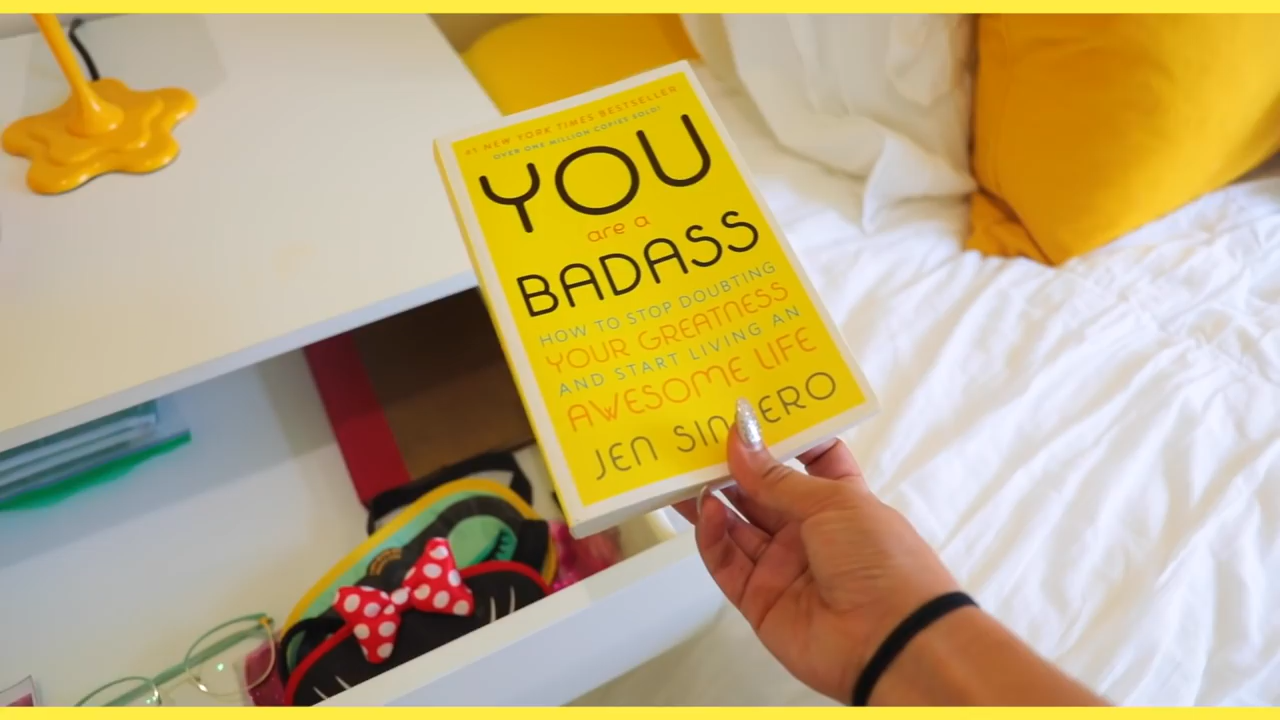 #1 NEW YORK TIMES BESTSELLER
OVER ONE MILLION COPIES SOLD!
YOU
are a
BADASS
HOW TO STOP DOUBTING
YOUR GREATNESS
AND START LIVING AN
AWESOME LIFE
JEN SINCERO